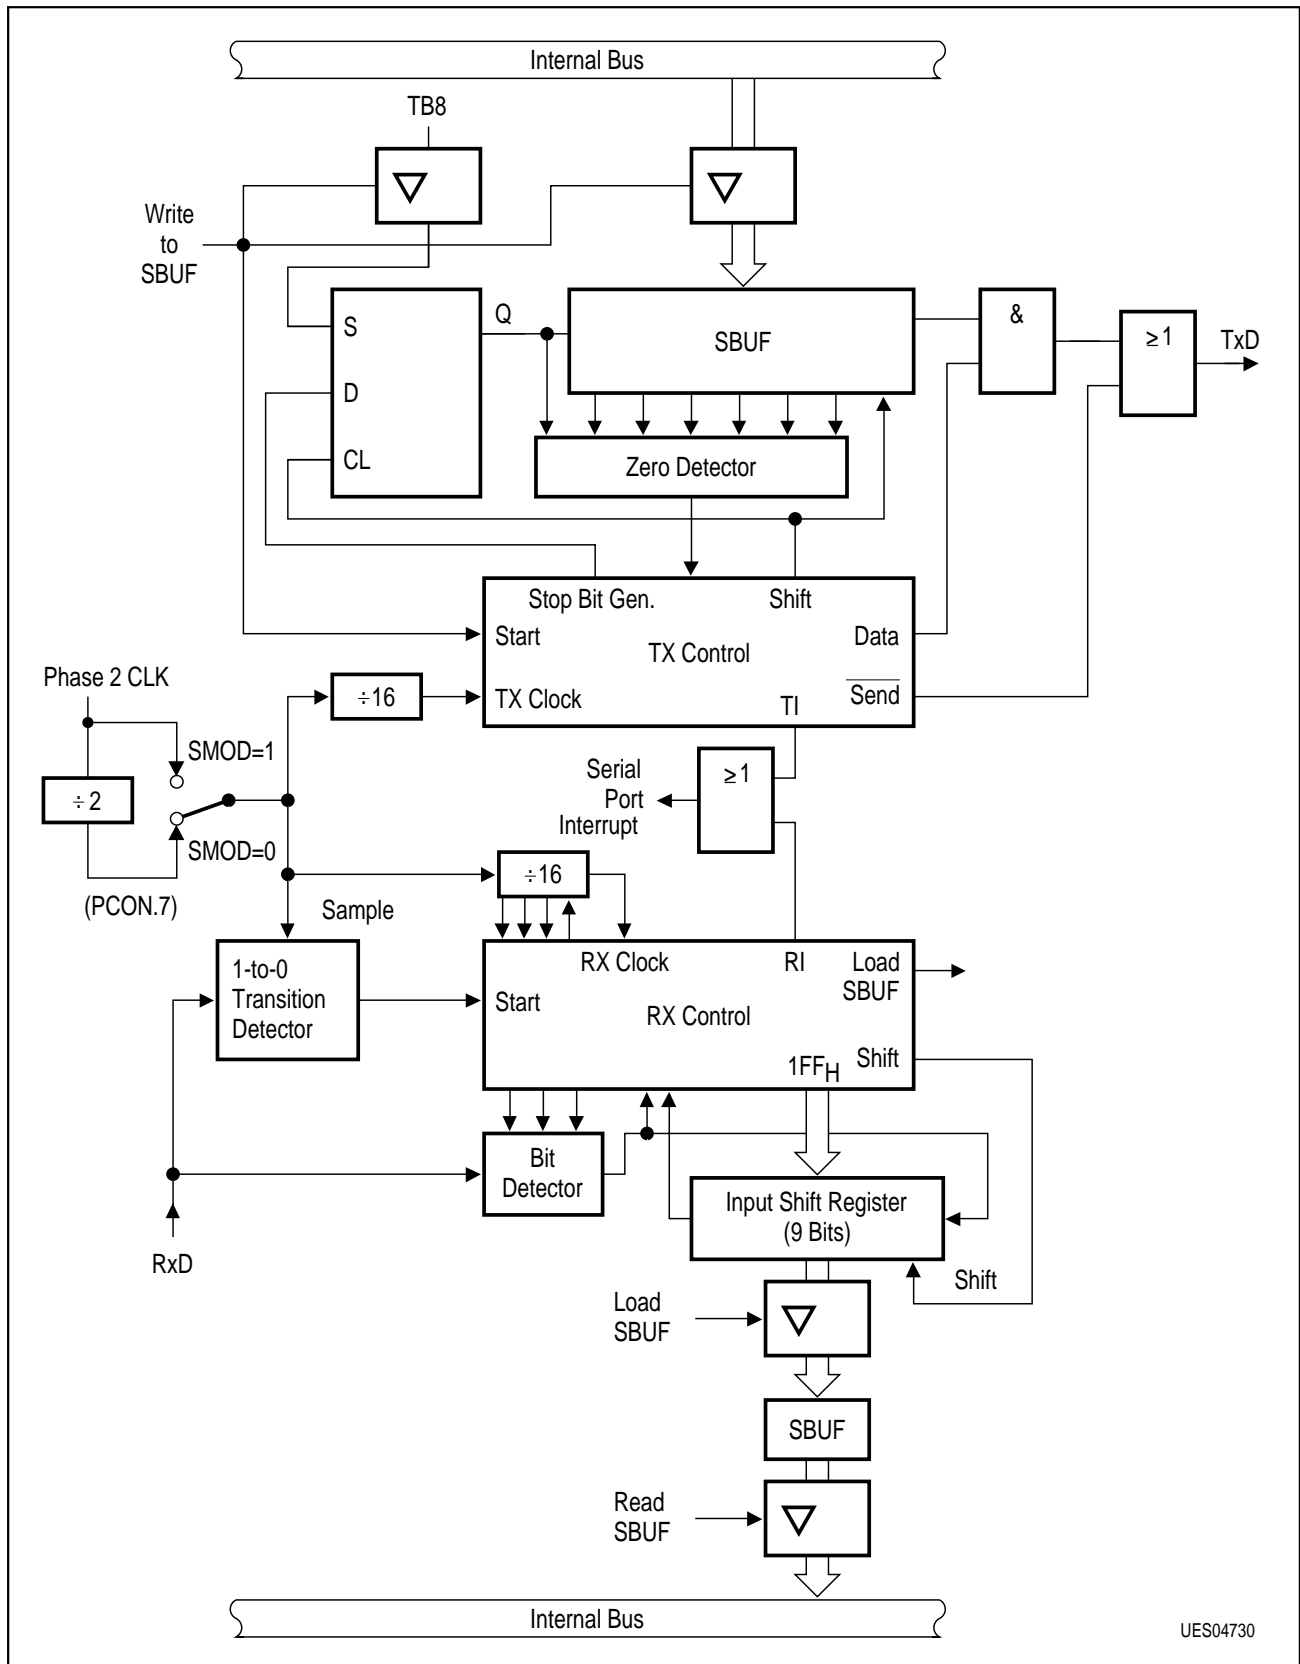 Internal Bus
TB8
Write
to
SBUF
S
Q
D
CL
SBUF
&
≥1
TxD
Zero Detector
Stop Bit Gen.
Shift
Start
TX Control
Data
Phase 2 CLK
÷16
TX Clock
TI
Send
SMOD=1
÷2
SMOD=0
(PCON.7)
Serial
Port
Interrupt
≥1
÷16
Sample
1-to-0
Transition
Detector
RX Clock
RI
Load
SBUF
Start
RX Control
1FFH
Shift
Bit
Detector
Input Shift Register
(9 Bits)
RxD
Shift
Load
SBUF
SBUF
Read
SBUF
Internal Bus
UES04730